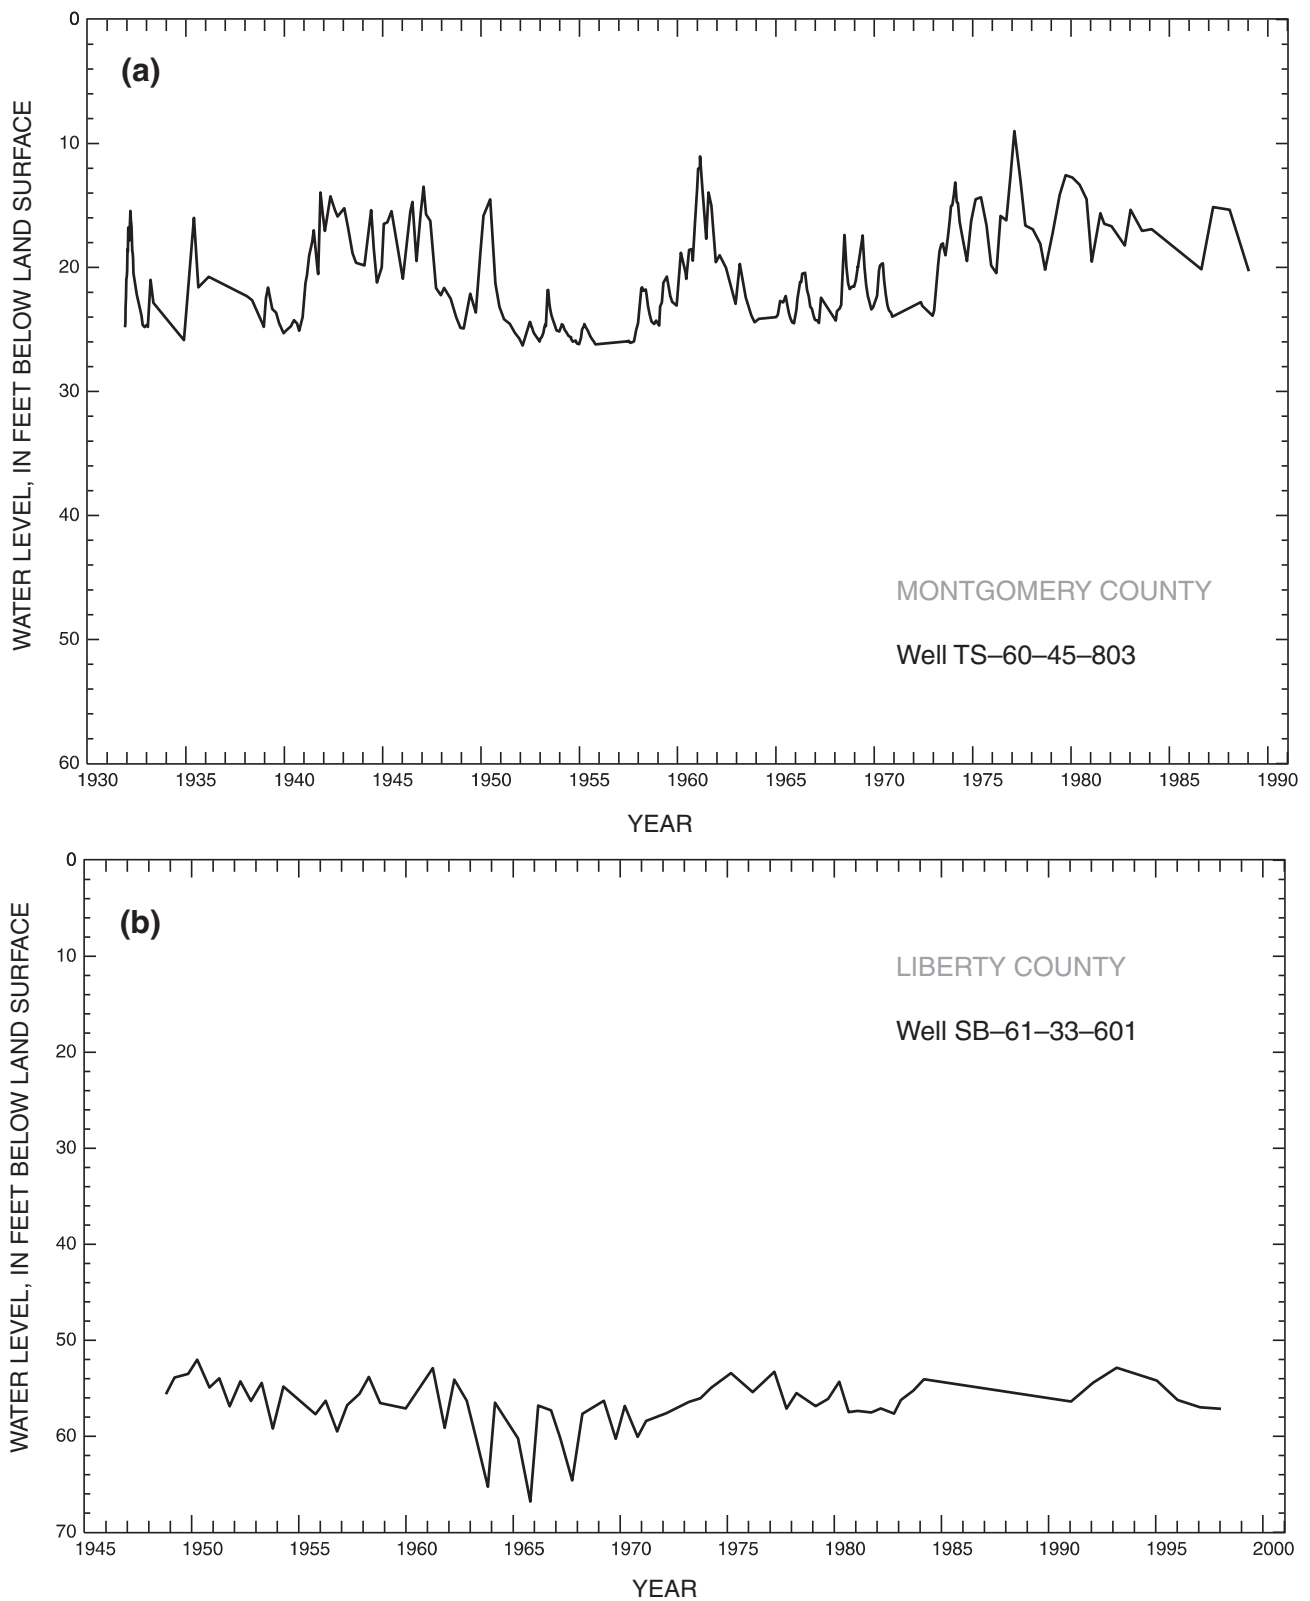 (a)
WATER LEVEL, IN FEET BELOW LAND SURFACE
0
10
20
30
40
50
60
MONTGOMERY COUNTY
Well TS–60–45–803
1930 1935 1940 1945 1950 1955 1960 1965 1970 1975 1980 1985 1990
YEAR
(b)
WATER LEVEL, IN FEET BELOW LAND SURFACE
0
10
20
30
40
50
60
70
LIBERTY COUNTY
Well SB–61–33–601
1945 1950 1955 1960 1965 1970 1975 1980 1985 1990 1995 2000
YEAR